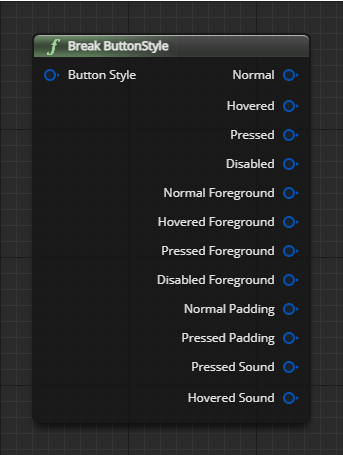 f Break ButtonStyle
Button Style Normal
Hovered
Pressed
Disabled
Normal Foreground
Hovered Foreground
Pressed Foreground
Disabled Foreground
Normal Padding
Pressed Padding
Pressed Sound
Hovered Sound